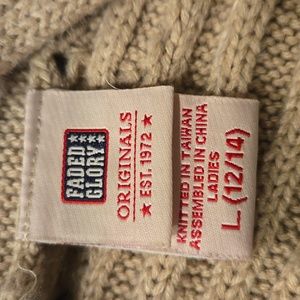 FADED
GLORY
ORIGINALS
★ EST. 1972 ★
KNITTED IN TAIWAN
ASSEMBLED IN CHINA
LADIES
L (12/14)